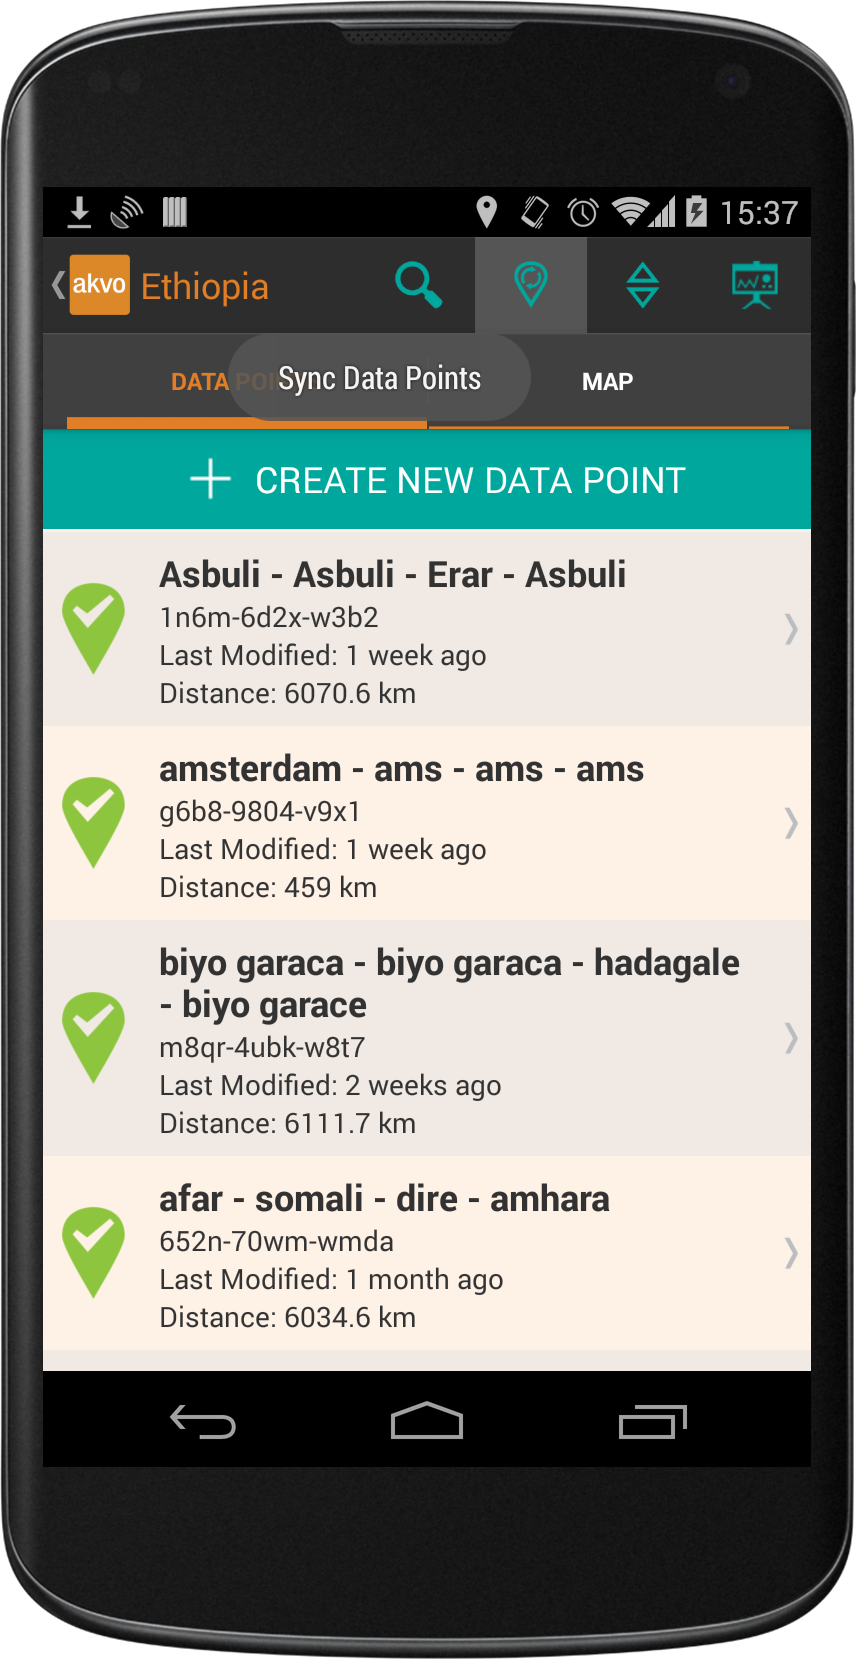 15:37
akvo Ethiopia
DATA POINTS
Sync Data Points
MAP
CREATE NEW DATA POINT
Asbuli - Asbuli - Erar - Asbuli
1n6m-6d2x-w3b2
Last Modified: 1 week ago
Distance: 6070.6 km
amsterdam - ams - ams - ams
g6b8-9804-v9x1
Last Modified: 1 week ago
Distance: 459 km
biyo garaca - biyo garaca - hadagale
- biyo garace
m8qr-4ubk-w8t7
Last Modified: 2 weeks ago
Distance: 6111.7 km
afar - somali - dire - amhara
652n-70wm-wmda
Last Modified: 1 month ago
Distance: 6034.6 km